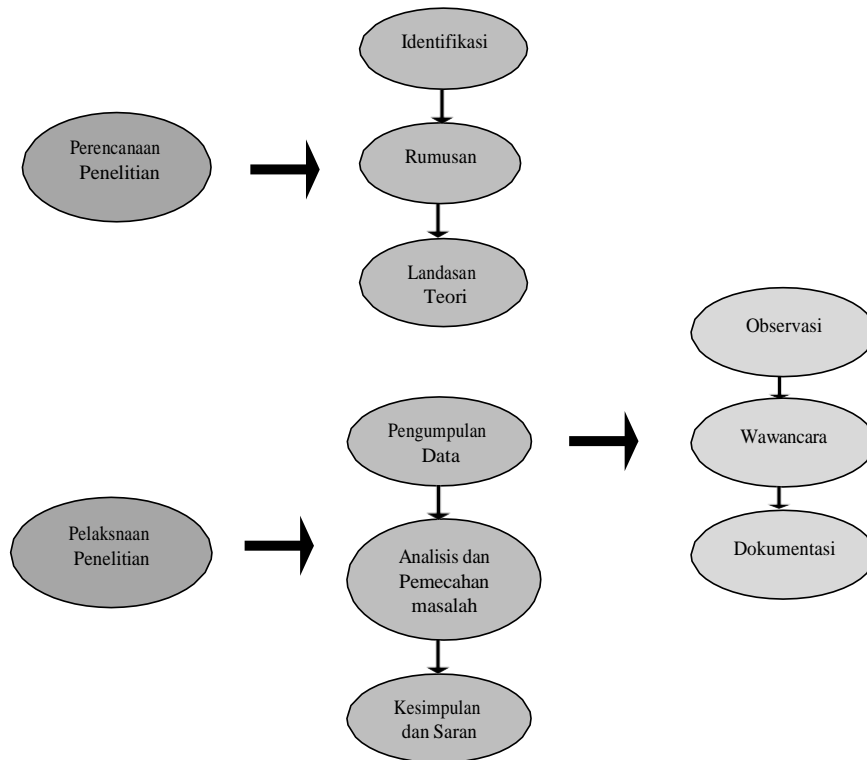 Identifikasi
Perencanaan
Penelitian
Rumusan
Landasan
Teori
Observasi
Pengumpulan
Data
Wawancara
Pelaksnaan
Penelitian
Analisis dan
Pemecahan
masalah
Dokumentasi
Kesimpulan
dan Saran